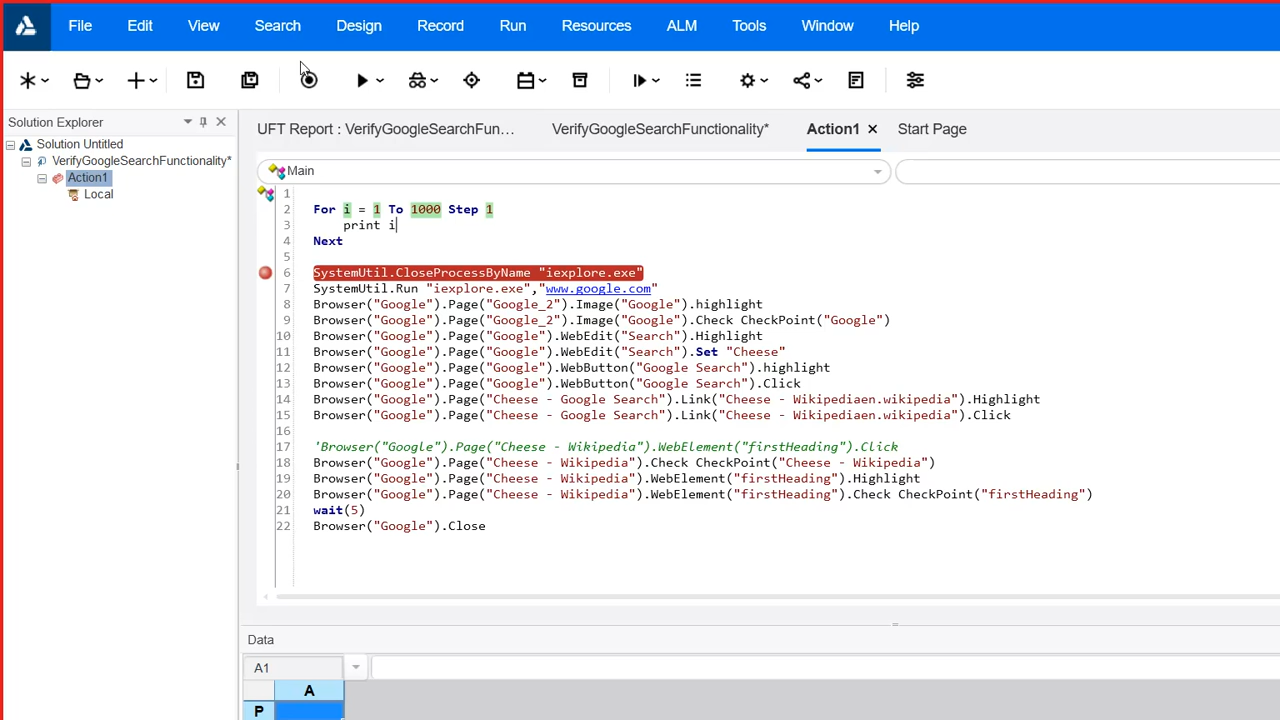 File Edit View Search Design Record Run Resources ALM Tools Window Help
Solution Explorer
Solution Untitled
VerifyGoogleSearchFunctionality*
Action1
Local
UFT Report : VerifyGoogleSearchFun... VerifyGoogleSearchFunctionality* Action1 Start Page
Main
1
2 For i = 1 To 1000 Step 1
3 print i
4 Next
5
6 SystemUtil.CloseProcessByName "iexplore.exe"
7 SystemUtil.Run "iexplore.exe","www.google.com"
8 Browser("Google").Page("Google_2").Image("Google").highlight
9 Browser("Google").Page("Google_2").Image("Google").Check CheckPoint("Google")
10 Browser("Google").Page("Google").WebEdit("Search").Highlight
11 Browser("Google").Page("Google").WebEdit("Search").Set "Cheese"
12 Browser("Google").Page("Google").WebButton("Google Search").highlight
13 Browser("Google").Page("Google").WebButton("Google Search").Click
14 Browser("Google").Page("Cheese - Google Search").Link("Cheese - Wikipediaen.wikipedia").Highlight
15 Browser("Google").Page("Cheese - Google Search").Link("Cheese - Wikipediaen.wikipedia").Click
16
17 'Browser("Google").Page("Cheese - Wikipedia").WebElement("firstHeading").Click
18 Browser("Google").Page("Cheese - Wikipedia").Check CheckPoint("Cheese - Wikipedia")
19 Browser("Google").Page("Cheese - Wikipedia").WebElement("firstHeading").Highlight
20 Browser("Google").Page("Cheese - Wikipedia").WebElement("firstHeading").Check CheckPoint("firstHeading")
21 wait(5)
22 Browser("Google").Close
Data
A1
A
P